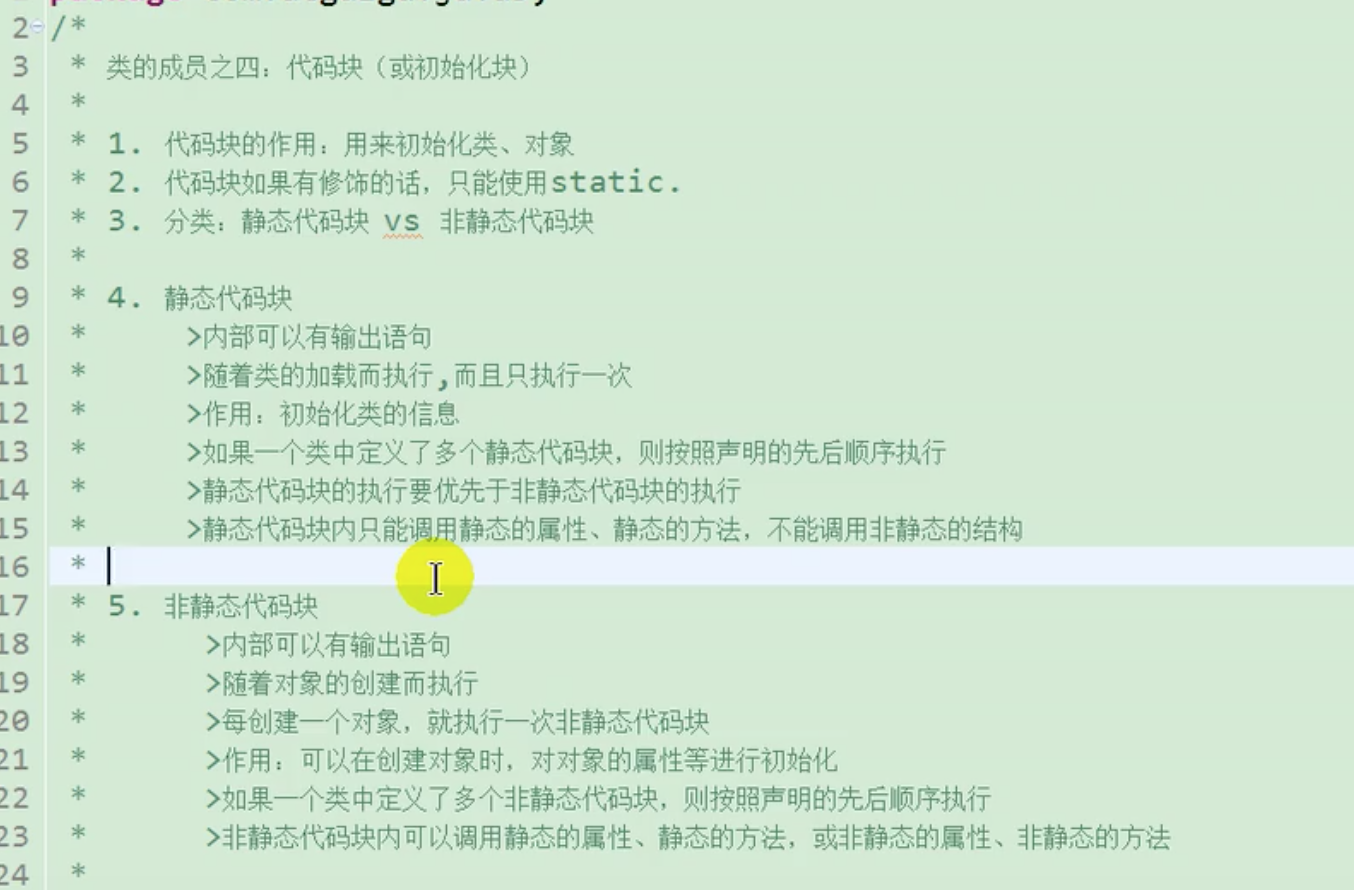 2 /*
3 * 类的成员之四：代码块（或初始化块）
4 *
5 * 1. 代码块的作用：用来初始化类、对象
6 * 2. 代码块如果有修饰的话，只能使用static.
7 * 3. 分类：静态代码块 vs 非静态代码块
8 *
9 * 4. 静态代码块
10 * >内部可以有输出语句
11 * >随着类的加载而执行,而且只执行一次
12 * >作用：初始化类的信息
13 * >如果一个类中定义了多个静态代码块，则按照声明的先后顺序执行
14 * >静态代码块的执行要优先于非静态代码块的执行
15 * >静态代码块内只能调用静态的属性、静态的方法，不能调用非静态的结构
16 *
17 * 5. 非静态代码块
18 * >内部可以有输出语句
19 * >随着对象的创建而执行
20 * >每创建一个对象，就执行一次非静态代码块
21 * >作用：可以在创建对象时，对对象的属性等进行初始化
22 * >如果一个类中定义了多个非静态代码块，则按照声明的先后顺序执行
23 * >非静态代码块内可以调用静态的属性、静态的方法，或非静态的属性、非静态的方法
24 *